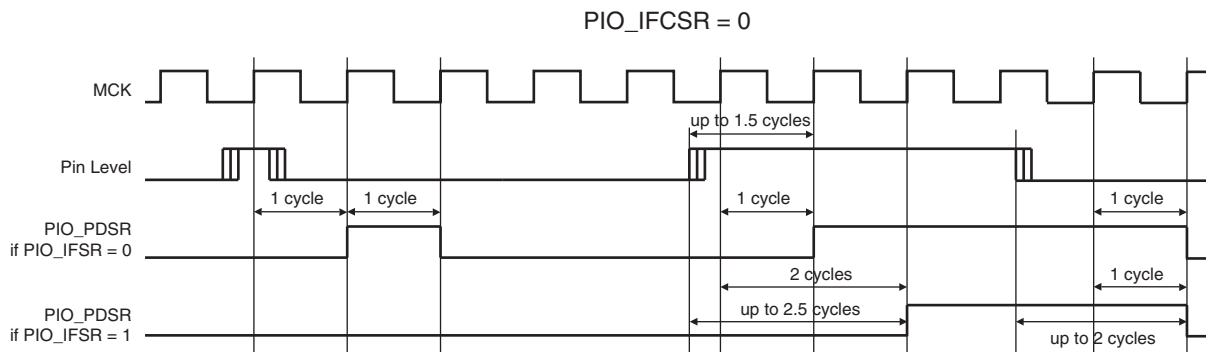 PIO_IFCSR = 0
MCK
up to 1.5 cycles
Pin Level
1 cycle
1 cycle
1 cycle
1 cycle
PIO_PDSR
if PIO_IFSR = 0
2 cycles
1 cycle
PIO_PDSR
if PIO_IFSR = 1
up to 2.5 cycles
up to 2 cycles